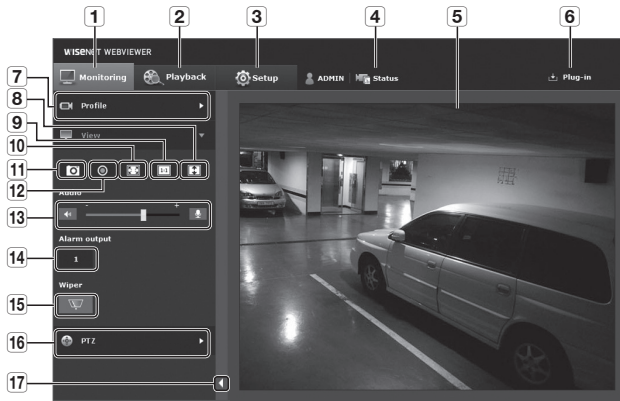 1 2 3 4 5 6
WISENET WEBVIEWER
Monitoring Playback Setup ADMIN Status Plug-in
7 Profile
8 View
9
10
11 1:1
12 Audio
13 - +
Alarm output
14 1
Wiper
15
16 PTZ
17